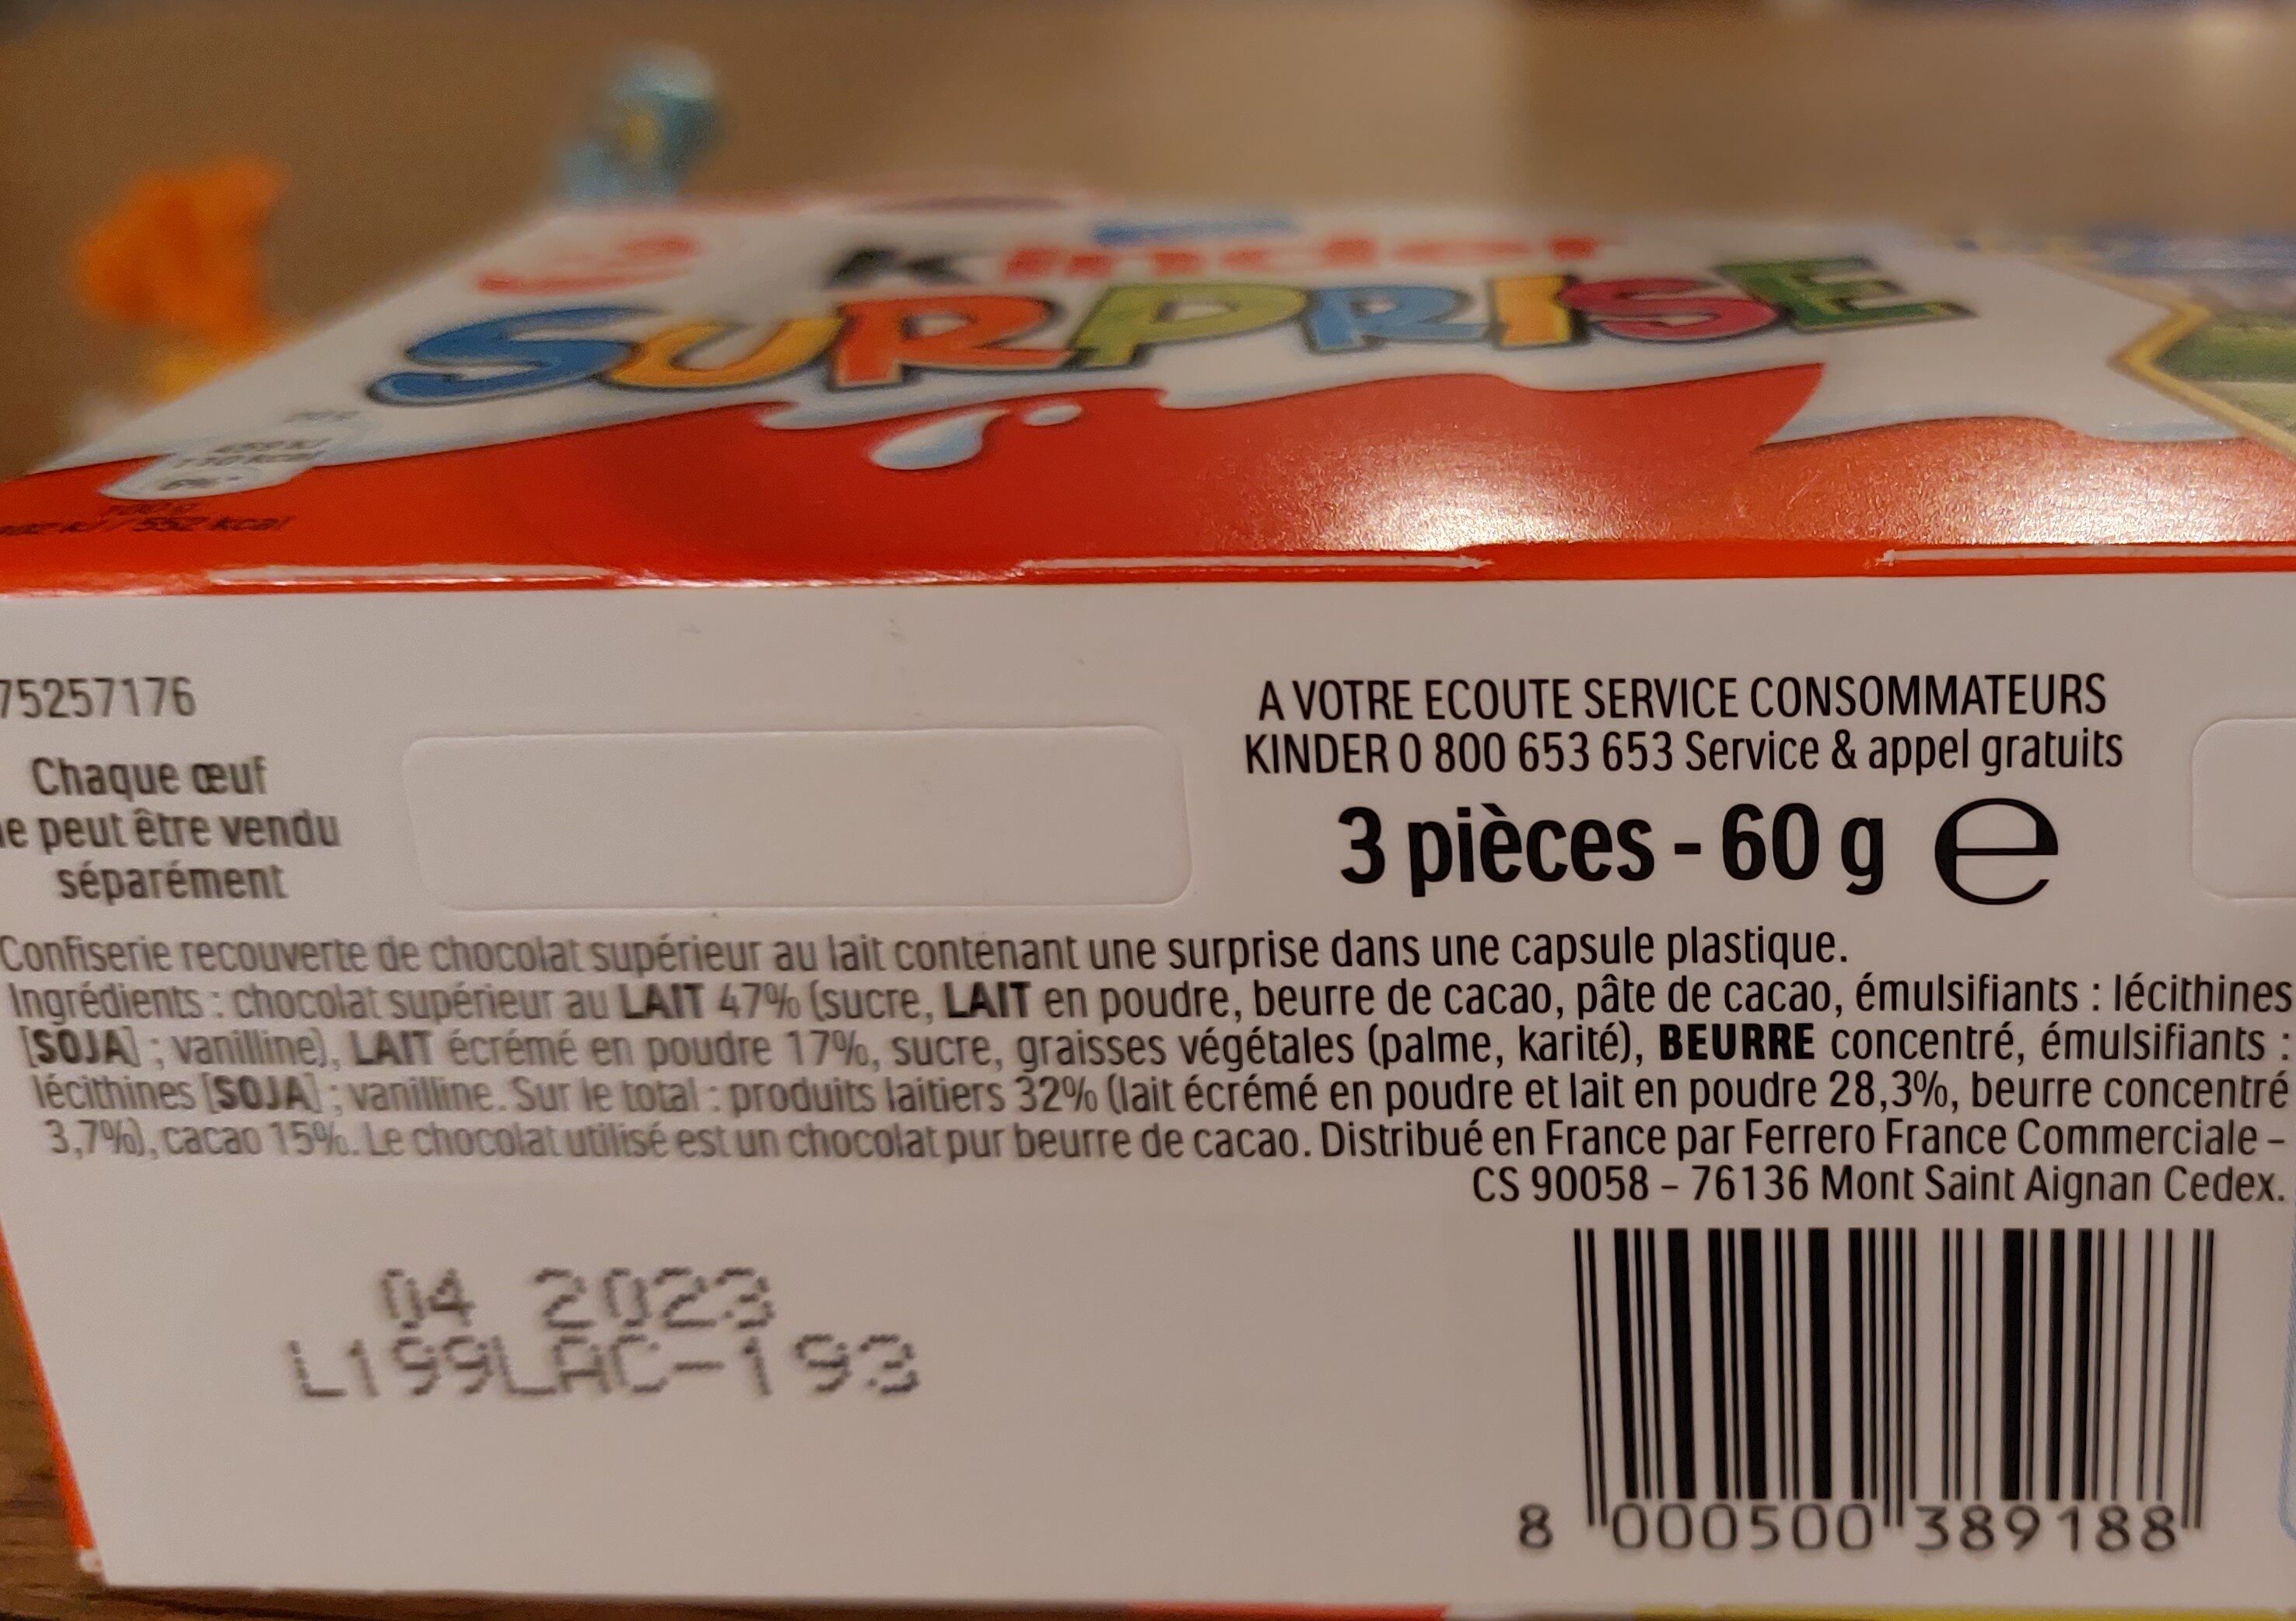 kinder
SURPRISE
100 g
552 kcal
75257176
Chaque œuf
e peut être vendu
séparément
A VOTRE ECOUTE SERVICE CONSOMMATEURS
KINDER 0 800 653 653 Service & appel gratuits
3 pièces - 60 g e
Confiserie recouverte de chocolat supérieur au lait contenant une surprise dans une capsule plastique.
Ingrédients : chocolat supérieur au LAIT 47% (sucre, LAIT en poudre, beurre de cacao, pâte de cacao, émulsifiants : lécithines
[SOJA] ; vanilline), LAIT écrémé en poudre 17%, sucre, graisses végétales (palme, karité), BEURRE concentré, émulsifiants :
lécithines [SOJA] ; vanilline. Sur le total : produits laitiers 32% (lait écrémé en poudre et lait en poudre 28,3%, beurre concentré
3,7%), cacao 15%. Le chocolat utilisé est un chocolat pur beurre de cacao. Distribué en France par Ferrero France Commerciale –
CS 90058 – 76136 Mont Saint Aignan Cedex.
04 2023
L199LAC-193
8 000500 389188